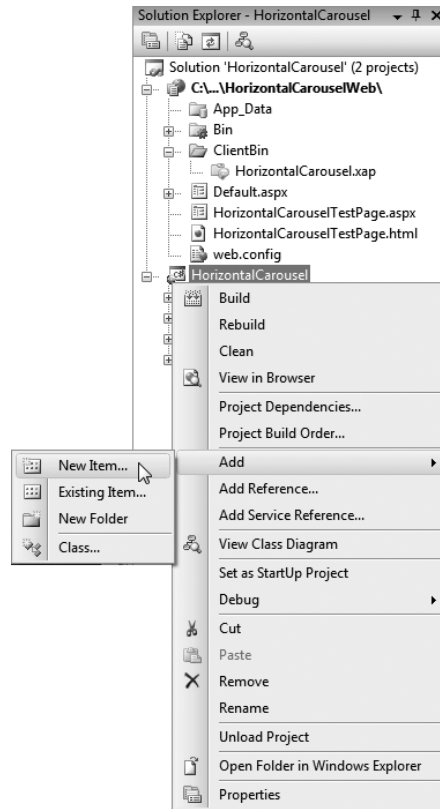 Solution Explorer - HorizontalCarousel
Solution 'HorizontalCarousel' (2 projects)
C:\...\HorizontalCarouselWeb\
App_Data
Bin
ClientBin
HorizontalCarousel.xap
Default.aspx
HorizontalCarouselTestPage.aspx
HorizontalCarouselTestPage.html
web.config
HorizontalCarousel
Build
Rebuild
Clean
View in Browser
Project Dependencies...
Project Build Order...
Add
New Item...
Existing Item...
New Folder
Class...
Add Reference...
Add Service Reference...
View Class Diagram
Set as StartUp Project
Debug
Cut
Paste
Remove
Rename
Unload Project
Open Folder in Windows Explorer
Properties